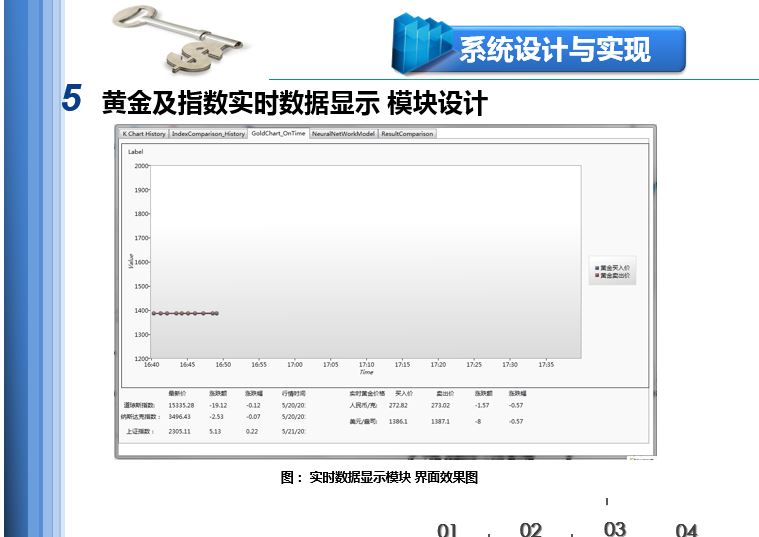 系统设计与实现
5 黄金及指数实时数据显示 模块设计
K Chart History IndexComparison_History GoldChart_OnTime NeuralNetWorkModel ResultComparison
Label
2000
1900
1800
1700
1600
1500
1400
1300
1200
Value
黄金买入价
黄金卖出价
16:40 16:45 16:50 16:55 17:00 17:05 17:10 17:15 17:20 17:25 17:30 17:35
Time
最新价 涨跌额 涨跌幅 行情时间 实时黄金价格 买入价 卖出价 涨跌额 涨跌幅
道琼斯指数: 15335.28 -19.12 -0.12 5/20/20: 人民币/克: 272.82 273.02 -1.57 -0.57
纳斯达克指数: 3496.43 -2.53 -0.07 5/20/20: 美元/盎司: 1386.1 1387.1 -8 -0.57
上证指数: 2305.11 5.13 0.22 5/21/20:
图： 实时数据显示模块 界面效果图
01 02 03 04